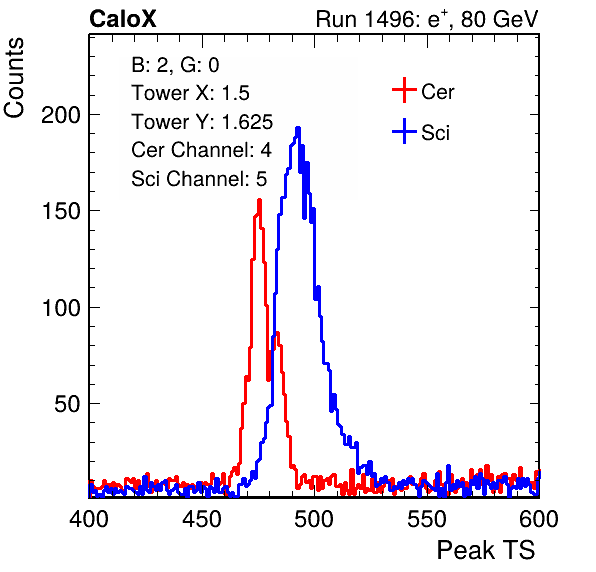 CaloX Run 1496: e⁺, 80 GeV
Counts
B: 2, G: 0
Tower X: 1.5
Tower Y: 1.625
Cer Channel: 4
Sci Channel: 5
Cer
Sci
200
150
100
50
400 450 500 550 600
Peak TS